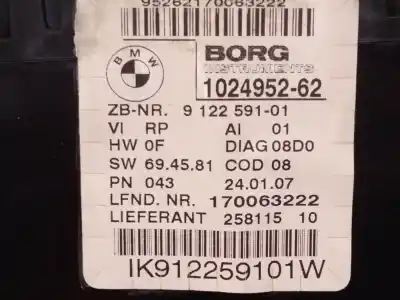 95262170063222
BMW
BORG
INSTRUMENTS
1024952-62
ZB-NR. 9 122 591-01
VI RP AI 01
HW 0F DIAG 08D0
SW 69.45.81 COD 08
PN 043 24.01.07
LFND. NR. 170063222
LIEFERANT 258115 10
IK912259101W